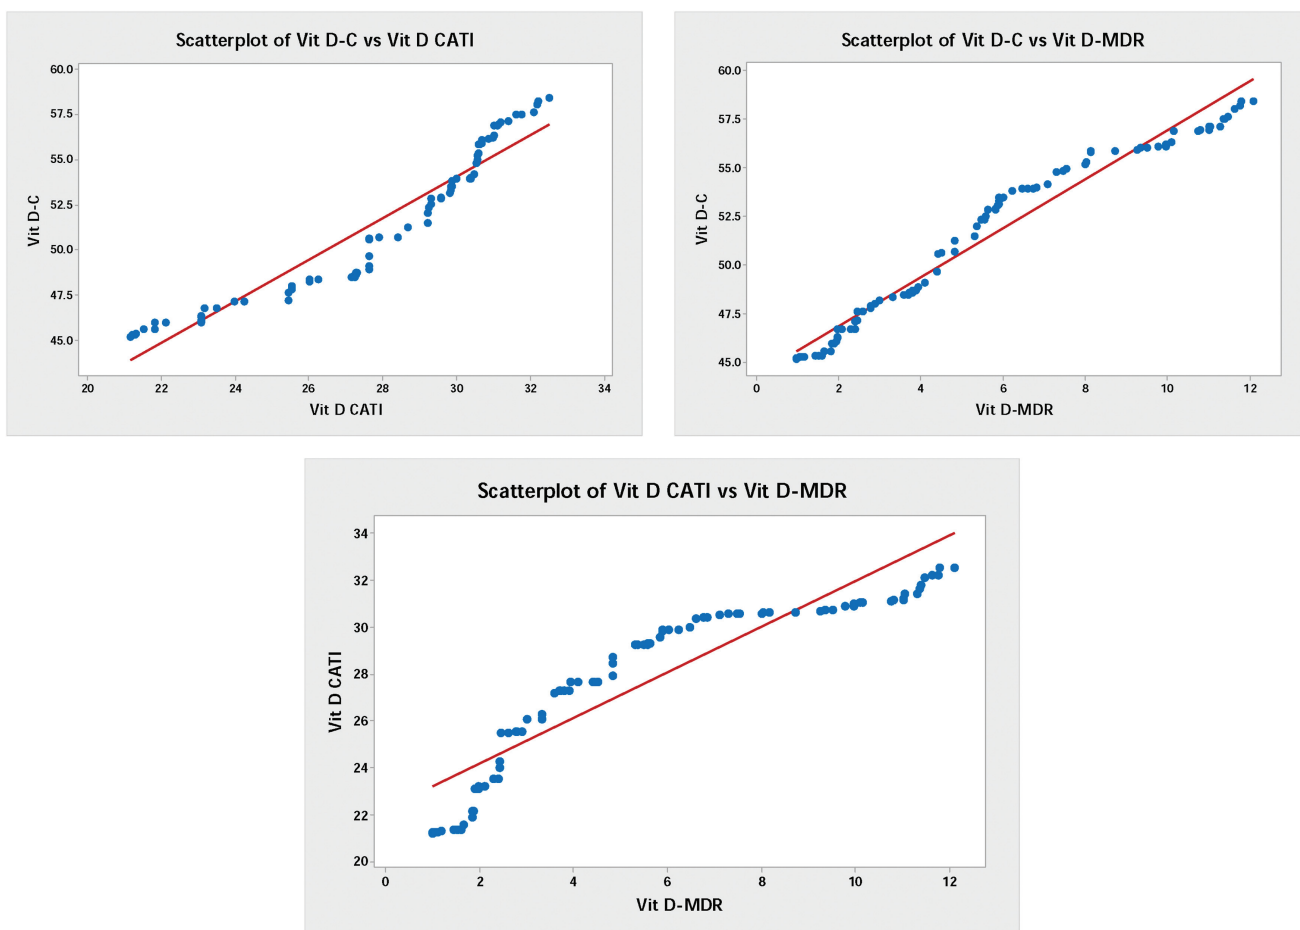 Scatterplot of Vit D-C vs Vit D CATI
60.0
57.5
55.0
52.5
50.0
47.5
45.0
Vit D-C
20 22 24 26 28 30 32 34
Vit D CATI
Scatterplot of Vit D-C vs Vit D-MDR
60.0
57.5
55.0
52.5
50.0
47.5
45.0
Vit D-C
0 2 4 6 8 10 12
Vit D-MDR
Scatterplot of Vit D CATI vs Vit D-MDR
34
32
30
28
26
24
22
20
Vit D CATI
0 2 4 6 8 10 12
Vit D-MDR